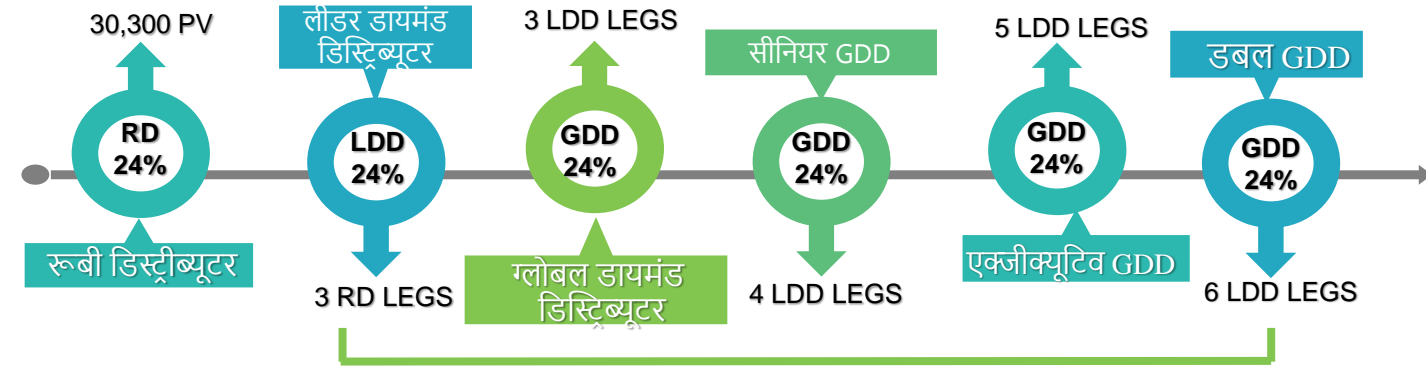 30,300 PV
RD
24%
रूबी डिस्ट्रीब्यूटर
लीडर डायमंड
डिस्ट्रिब्यूटर
LDD
24%
3 RD LEGS
3 LDD LEGS
GDD
24%
ग्लोबल डायमंड
डिस्ट्रिब्यूटर
सीनियर GDD
GDD
24%
4 LDD LEGS
5 LDD LEGS
GDD
24%
एक्जीक्यूटिव GDD
डबल GDD
GDD
24%
6 LDD LEGS